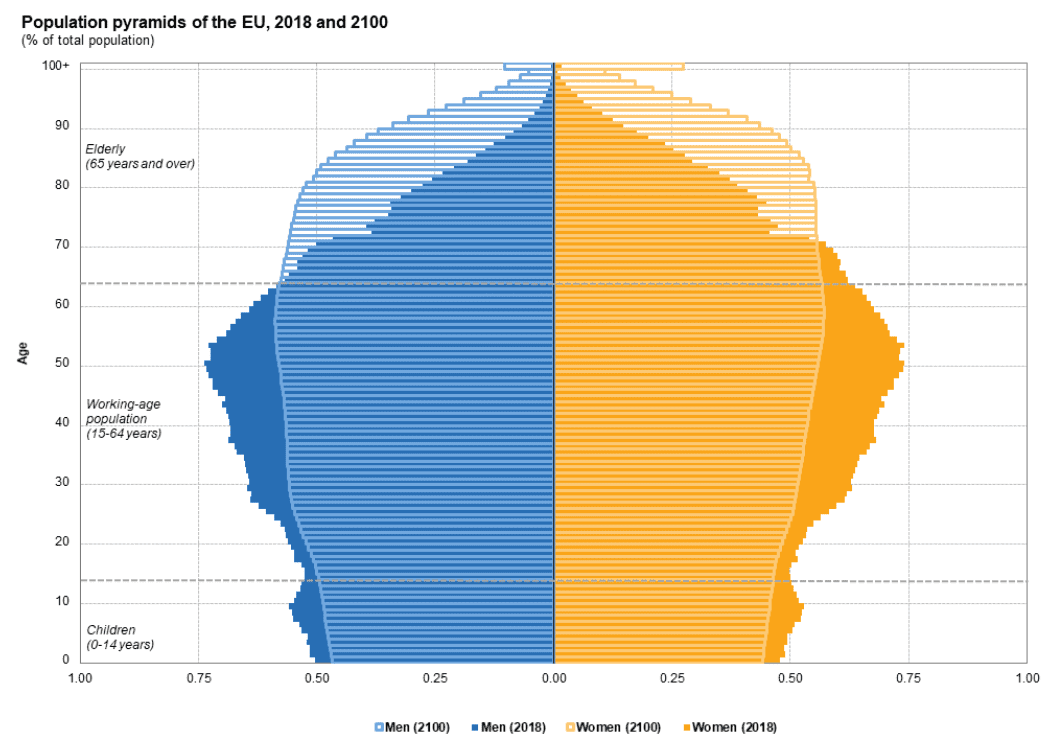 Population pyramids of the EU, 2018 and 2100
(% of total population)
100+
90
Elderly
(65 years and over)
80
70
60
Age
50
Working-age
population
(15-64 years)
40
30
20
10
Children
(0-14 years)
0
1.00 0.75 0.50 0.25 0.00 0.25 0.50 0.75 1.00
Men (2100) Men (2018) Women (2100) Women (2018)